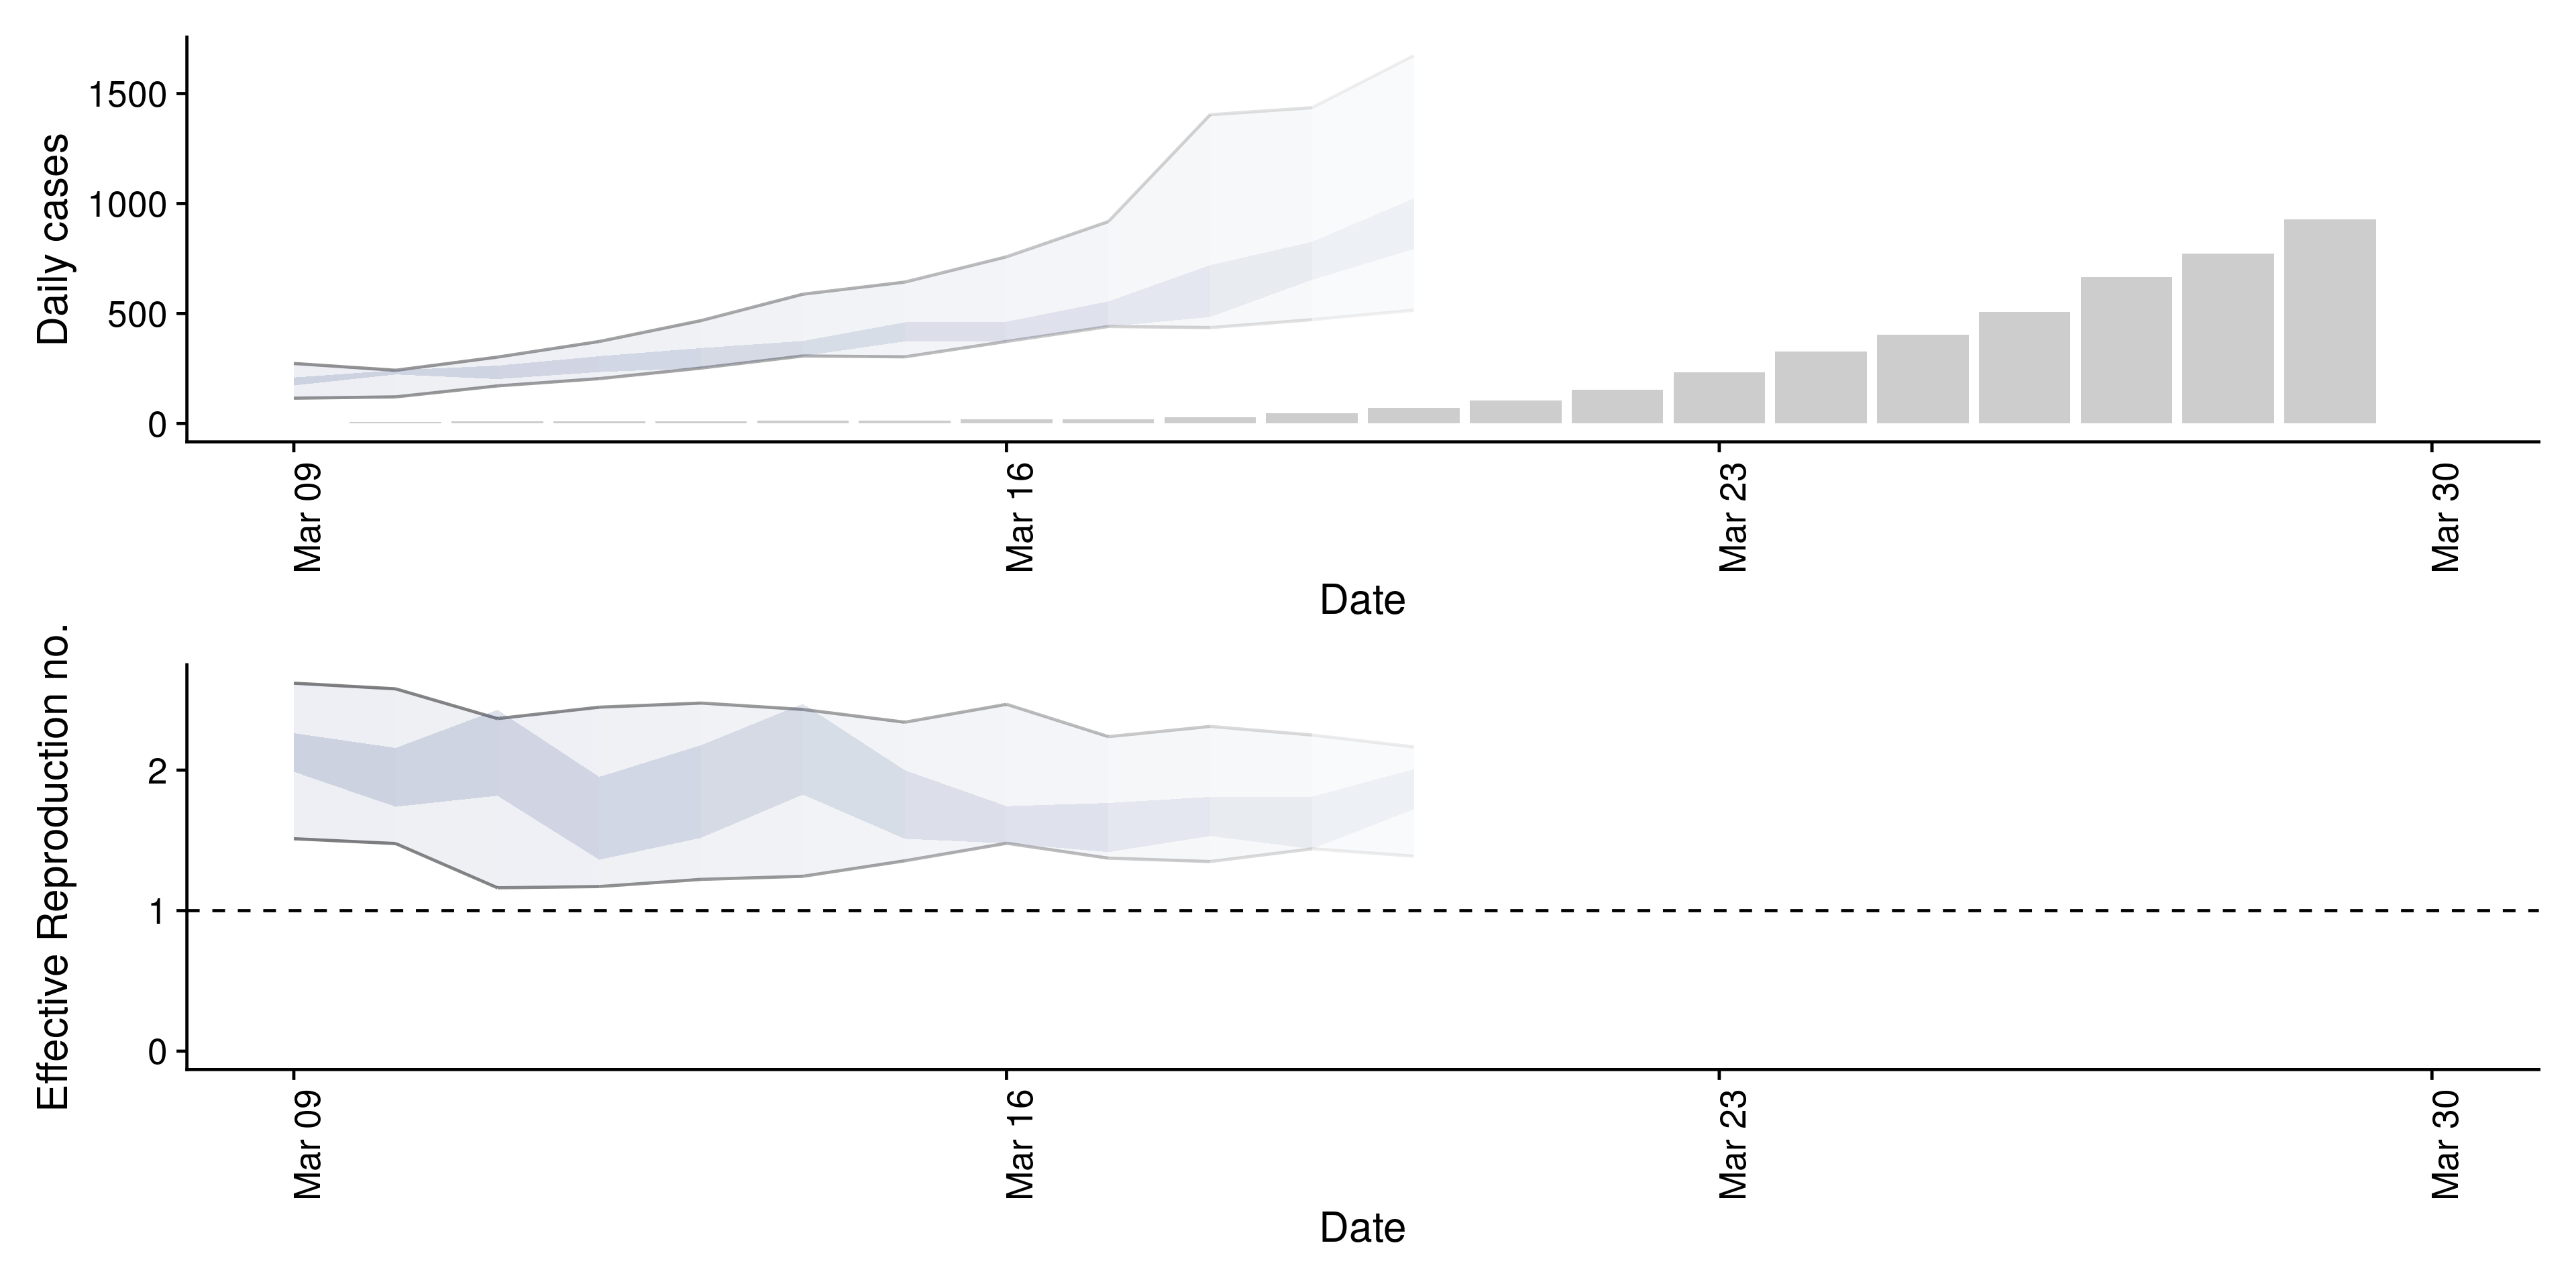 Daily cases
1500
1000
500
0
Mar 09
Mar 16
Mar 23
Mar 30
Date
Effective Reproduction no.
2
1
0
Mar 09
Mar 16
Mar 23
Mar 30
Date